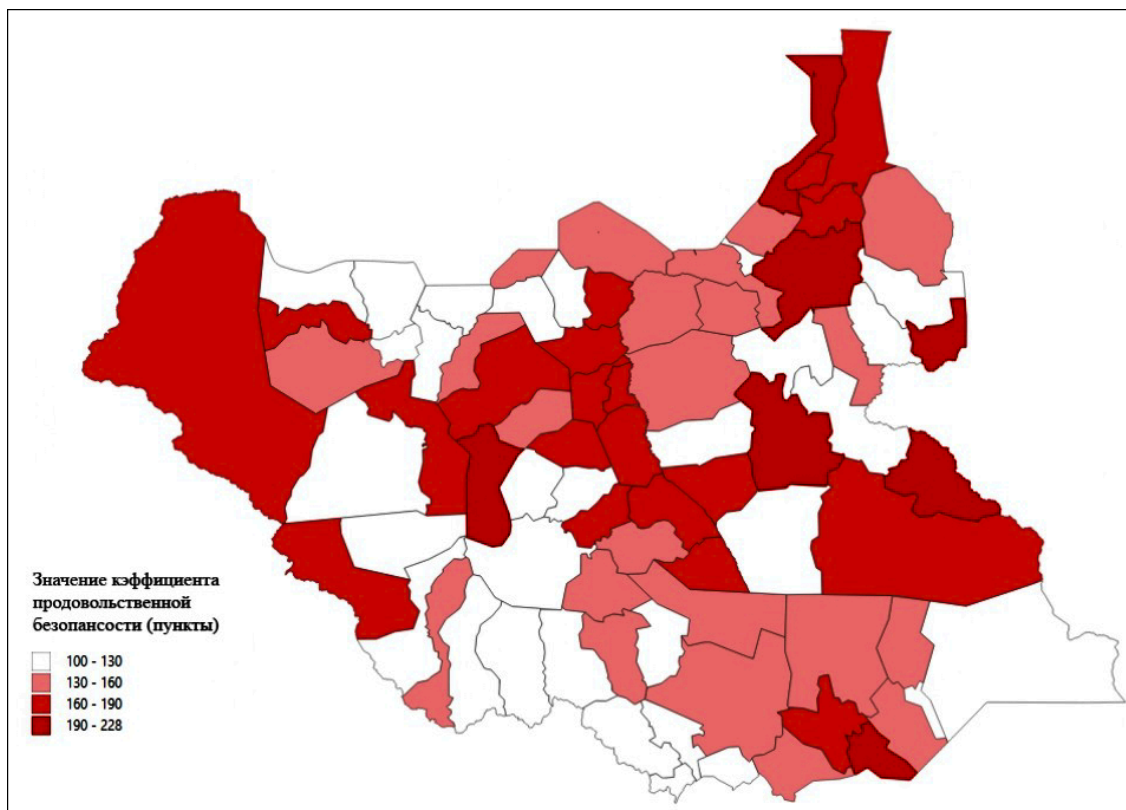 Значение кэффициента
продовольственной
безопансости (пункты)
100 - 130
130 - 160
160 - 190
190 - 228